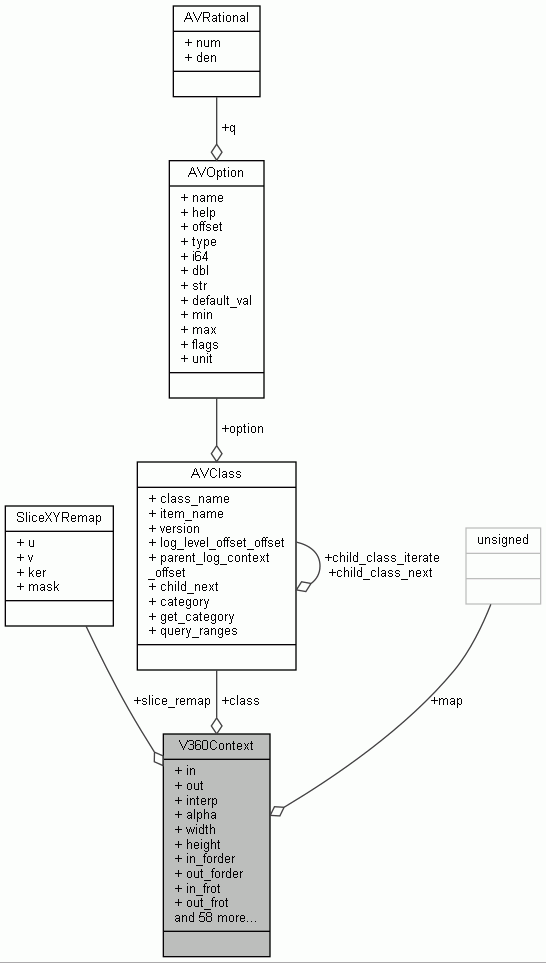 AVRational
+ num
+ den
+q
AVOption
+ name
+ help
+ offset
+ type
+ i64
+ dbl
+ str
+ default_val
+ min
+ max
+ flags
+ unit
+option
AVClass
+ class_name
+ item_name
+ version
+ log_level_offset_offset
+ parent_log_context
_offset
+ child_next
+ category
+ get_category
+ query_ranges
+child_class_iterate
+child_class_next
SliceXYRemap
+ u
+ v
+ ker
+ mask
unsigned
+slice_remap
+class
+map
V360Context
+ in
+ out
+ interp
+ alpha
+ width
+ height
+ in_forder
+ out_forder
+ in_frot
+ out_frot
and 58 more...